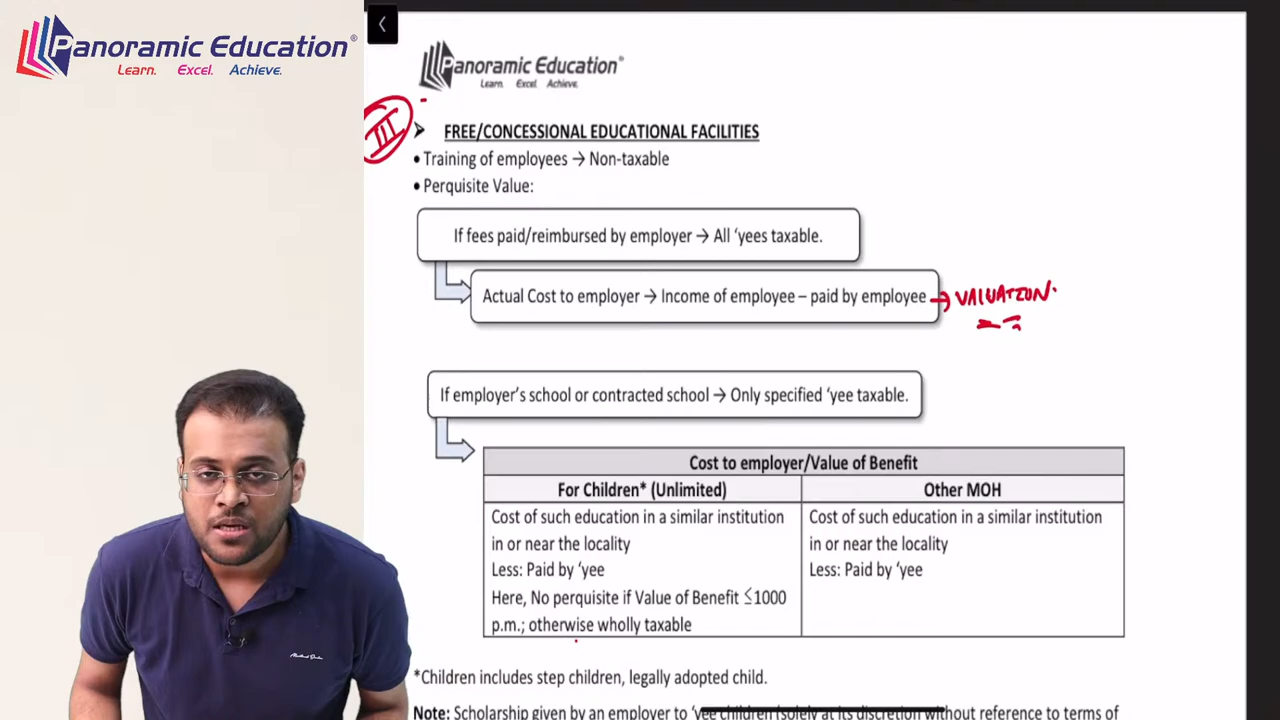 Panoramic Education®
Learn. Excel. Achieve.
Panoramic Education®
Learn. Excel. Achieve.
III
➤ FREE/CONCESSIONAL EDUCATIONAL FACILITIES
• Training of employees → Non-taxable
• Perquisite Value:
If fees paid/reimbursed by employer → All ‘yees taxable.
Actual Cost to employer → Income of employee – paid by employee → VALUATION.
If employer’s school or contracted school → Only specified ‘yee taxable.
Cost to employer/Value of Benefit
For Children* (Unlimited)
Cost of such education in a similar institution
in or near the locality
Less: Paid by ‘yee
Here, No perquisite if Value of Benefit ≤1000
p.m.; otherwise wholly taxable
Other MOH
Cost of such education in a similar institution
in or near the locality
Less: Paid by ‘yee
*Children includes step children, legally adopted child.
Note: Scholarship given by an employer to ‘yee children (solely at its discretion without reference to terms of